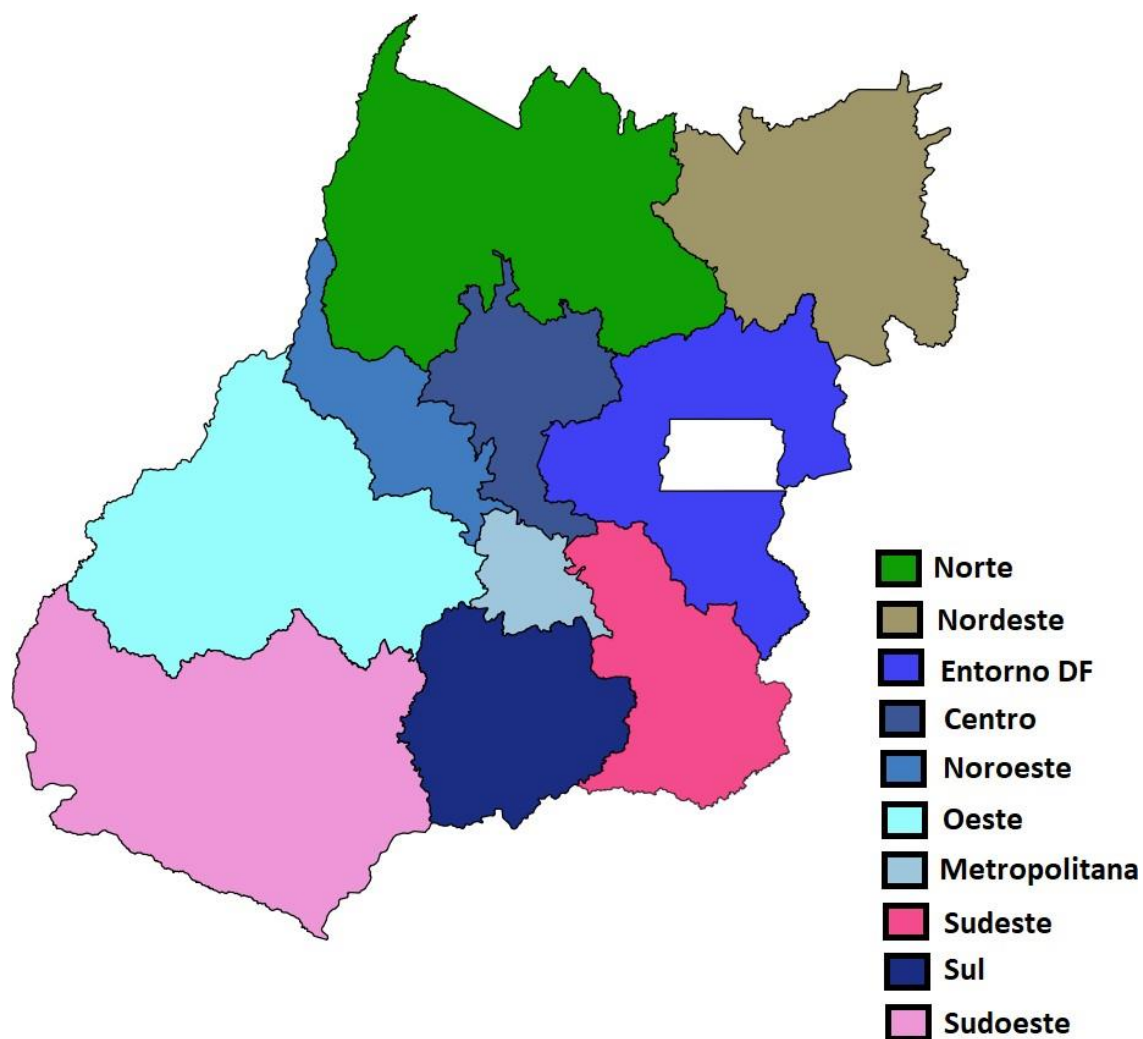 Norte
Nordeste
Entorno DF
Centro
Noroeste
Oeste
Metropolitana
Sudeste
Sul
Sudoeste